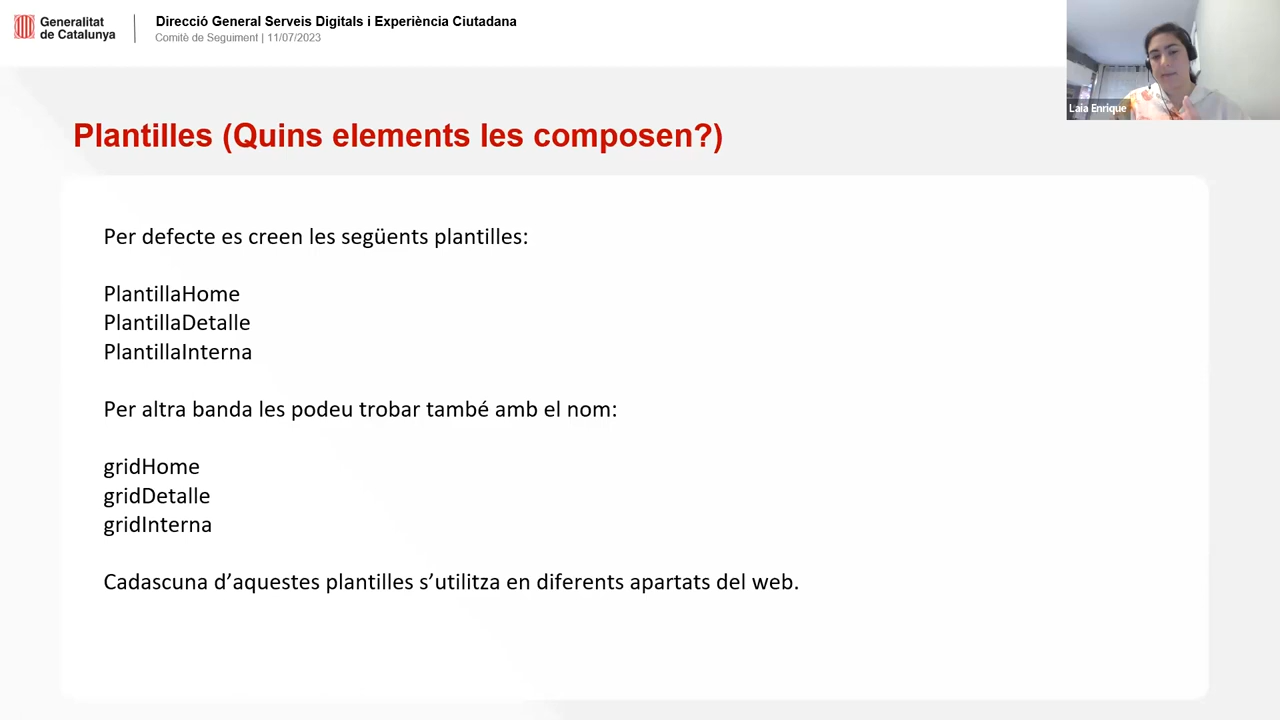 Generalitat
de Catalunya
Direcció General Serveis Digitals i Experiència Ciutadana
Comitè de Seguiment | 11/07/2023
Laia Enrique
Plantilles (Quins elements les composen?)
Per defecte es creen les següents plantilles:
PlantillaHome
PlantillaDetalle
PlantillaInterna
Per altra banda les podeu trobar també amb el nom:
gridHome
gridDetalle
gridInterna
Cadascuna d’aquestes plantilles s’utilitza en diferents apartats del web.